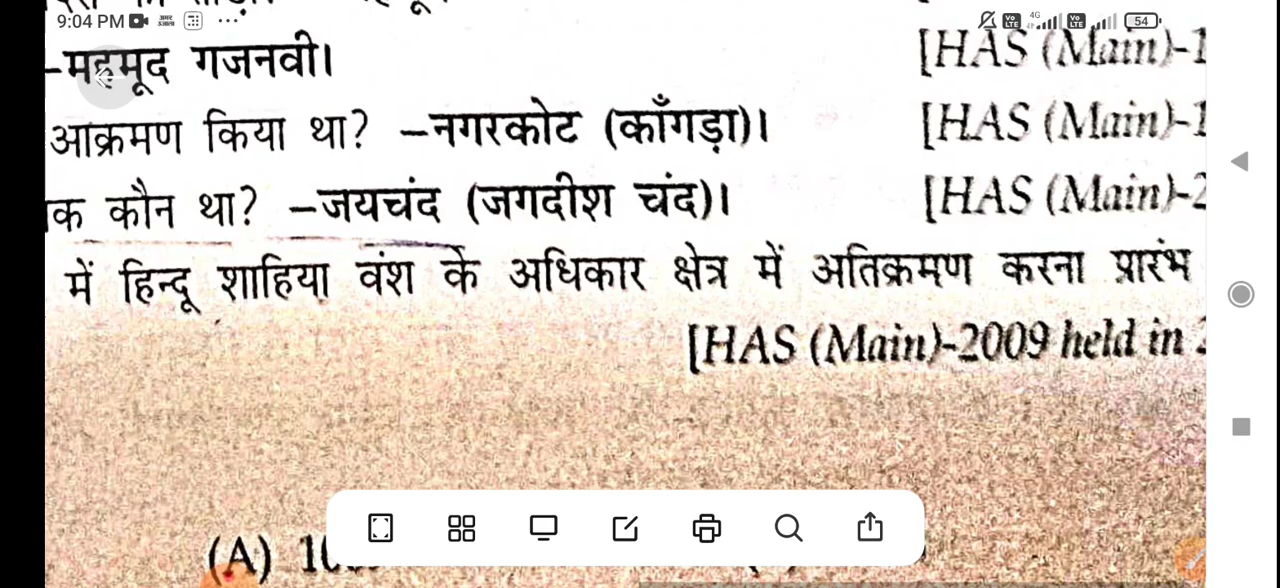 9:04 PM
54
-महमूद गजनवी।
[HAS (Main)-1
आक्रमण किया था? -नगरकोट (काँगड़ा)।
[HAS (Main)-1
क कौन था? -जयचंद (जगदीश चंद)।
[HAS (Main)-2
में हिन्दू शाहिया वंश के अधिकार क्षेत्र में अतिक्रमण करना प्रारंभ
[HAS (Main)-2009 held in
(A) 10